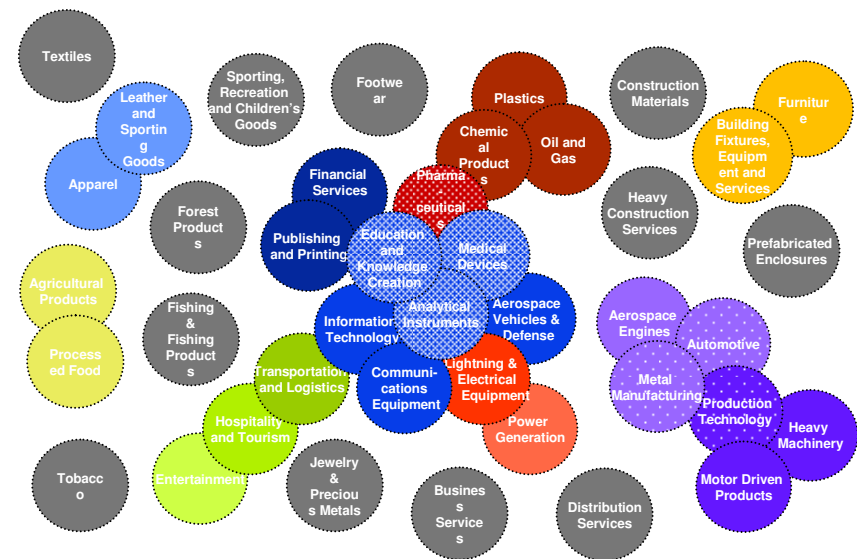 Textiles
Leather
and
Sportin
g
Goods
Apparel
Sporting,
Recreation
and Children's
Goods
Footwe
ar
Plastics
Chemic
al
Product
s
Oil and
Gas
Construction
Materials
Furnitur
e
Building
Fixtures,
Equipm
ent and
Services
Financial
Services
Publishing
and Printing
Pharma
-
ceutical
s
Forest
Product
s
Heavy
Construction
Services
Prefabricated
Enclosures
Education
and
Knowledge
Creation
Medical
Devices
Analytical
Instruments
Agricultural
Products
Process
ed Food
Fishing
&
Fishing
Product
s
Information
Technology
Aerospace
Vehicles &
Defense
Aerospace
Engines
Automotive
Metal
Manufacturing
Production
Technology
Heavy
Machinery
Motor Driven
Products
Transportation
and Logistics
Communi-
cations
Equipment
Lightning &
Electrical
Equipment
Power
Generation
Hospitality
and Tourism
Entertainment
Tobacc
o
Jewelry
&
Preciou
s Metals
Busines
s
Service
s
Distribution
Services